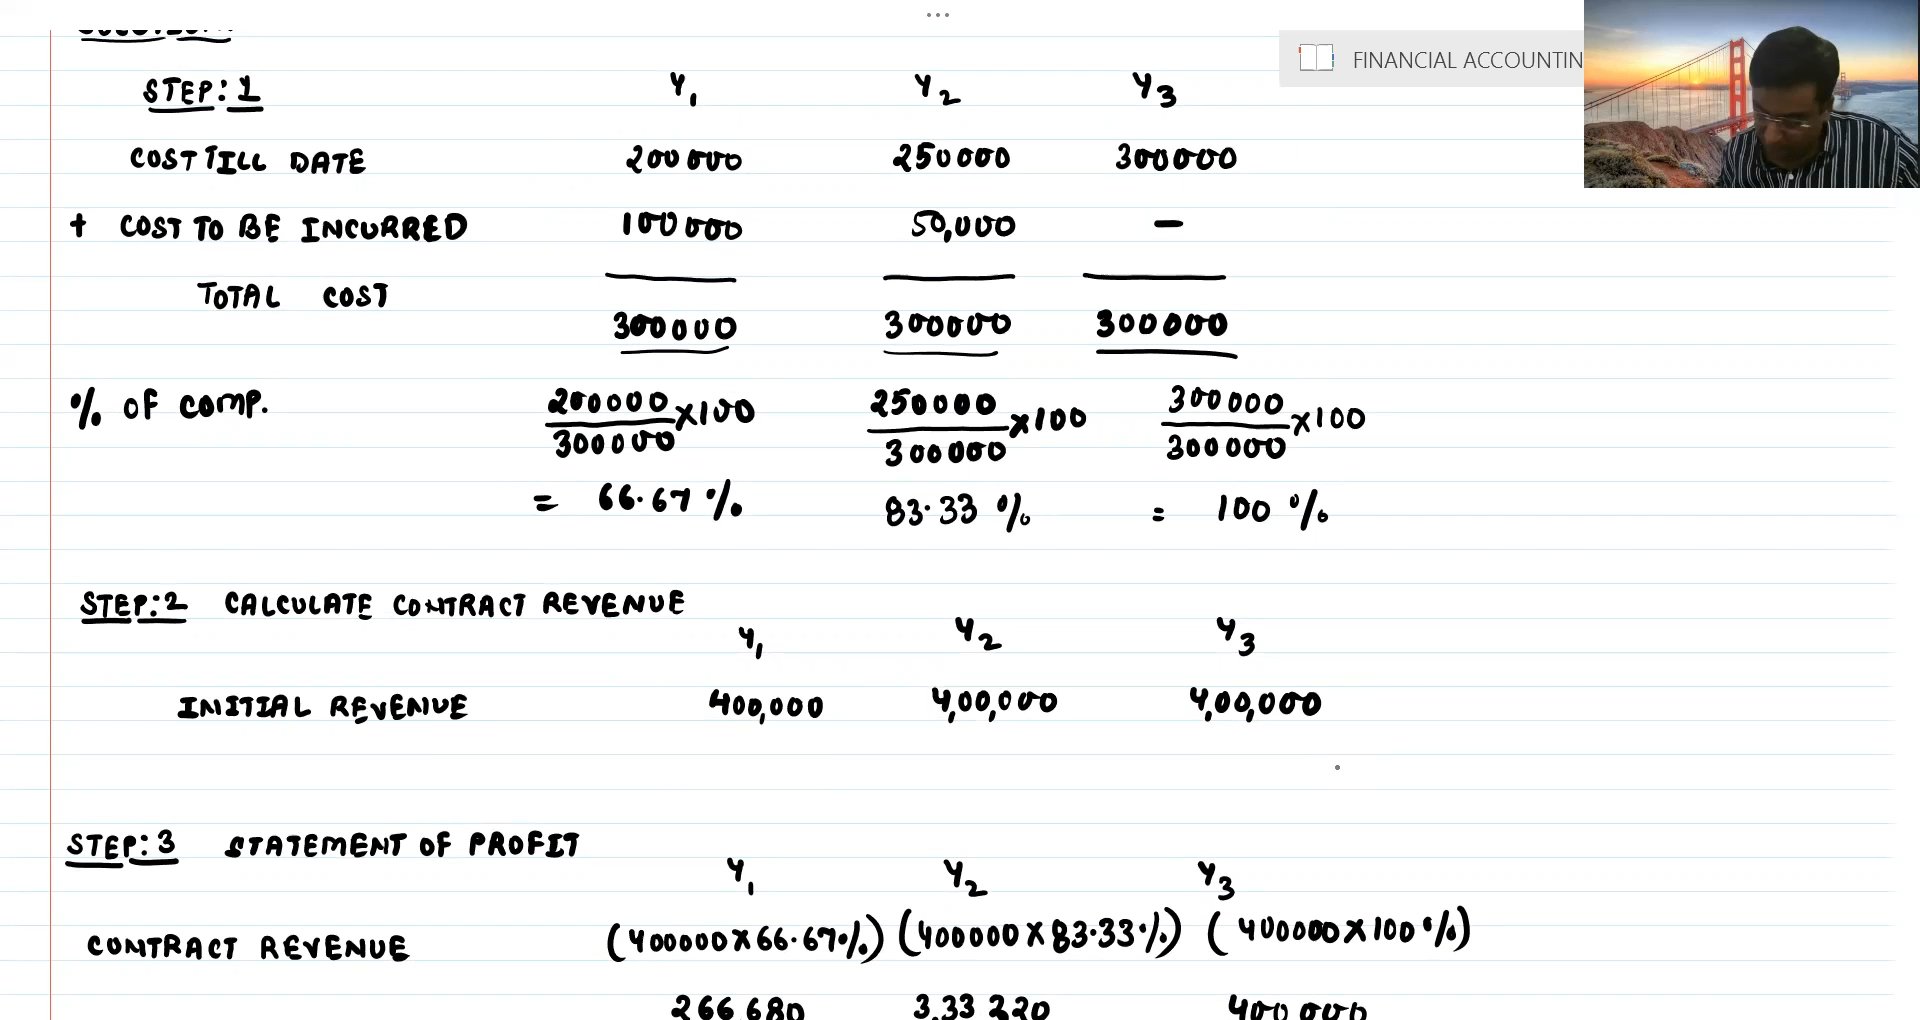 FINANCIAL ACCOUNTIN
STEP:1 Y1 Y2 Y3
COST TILL DATE 200000 250000 300000
+ COST TO BE INCURRED 100000 50,000 —
TOTAL COST
300000 300000 300000
% OF COMP. 200000/300000 x100 250000/300000 x100 300000/300000 x100
= 66.67 % 83.33 % = 100 %
STEP:2 CALCULATE CONTRACT REVENUE
Y1 Y2 Y3
INITIAL REVENUE 400,000 4,00,000 4,00,000
STEP:3 STATEMENT OF PROFIT
Y1 Y2 Y3
CONTRACT REVENUE (400000 x 66.67%) (400000 x 83.33%) (400000 x 100%)
266,680 3,33,320 400,000